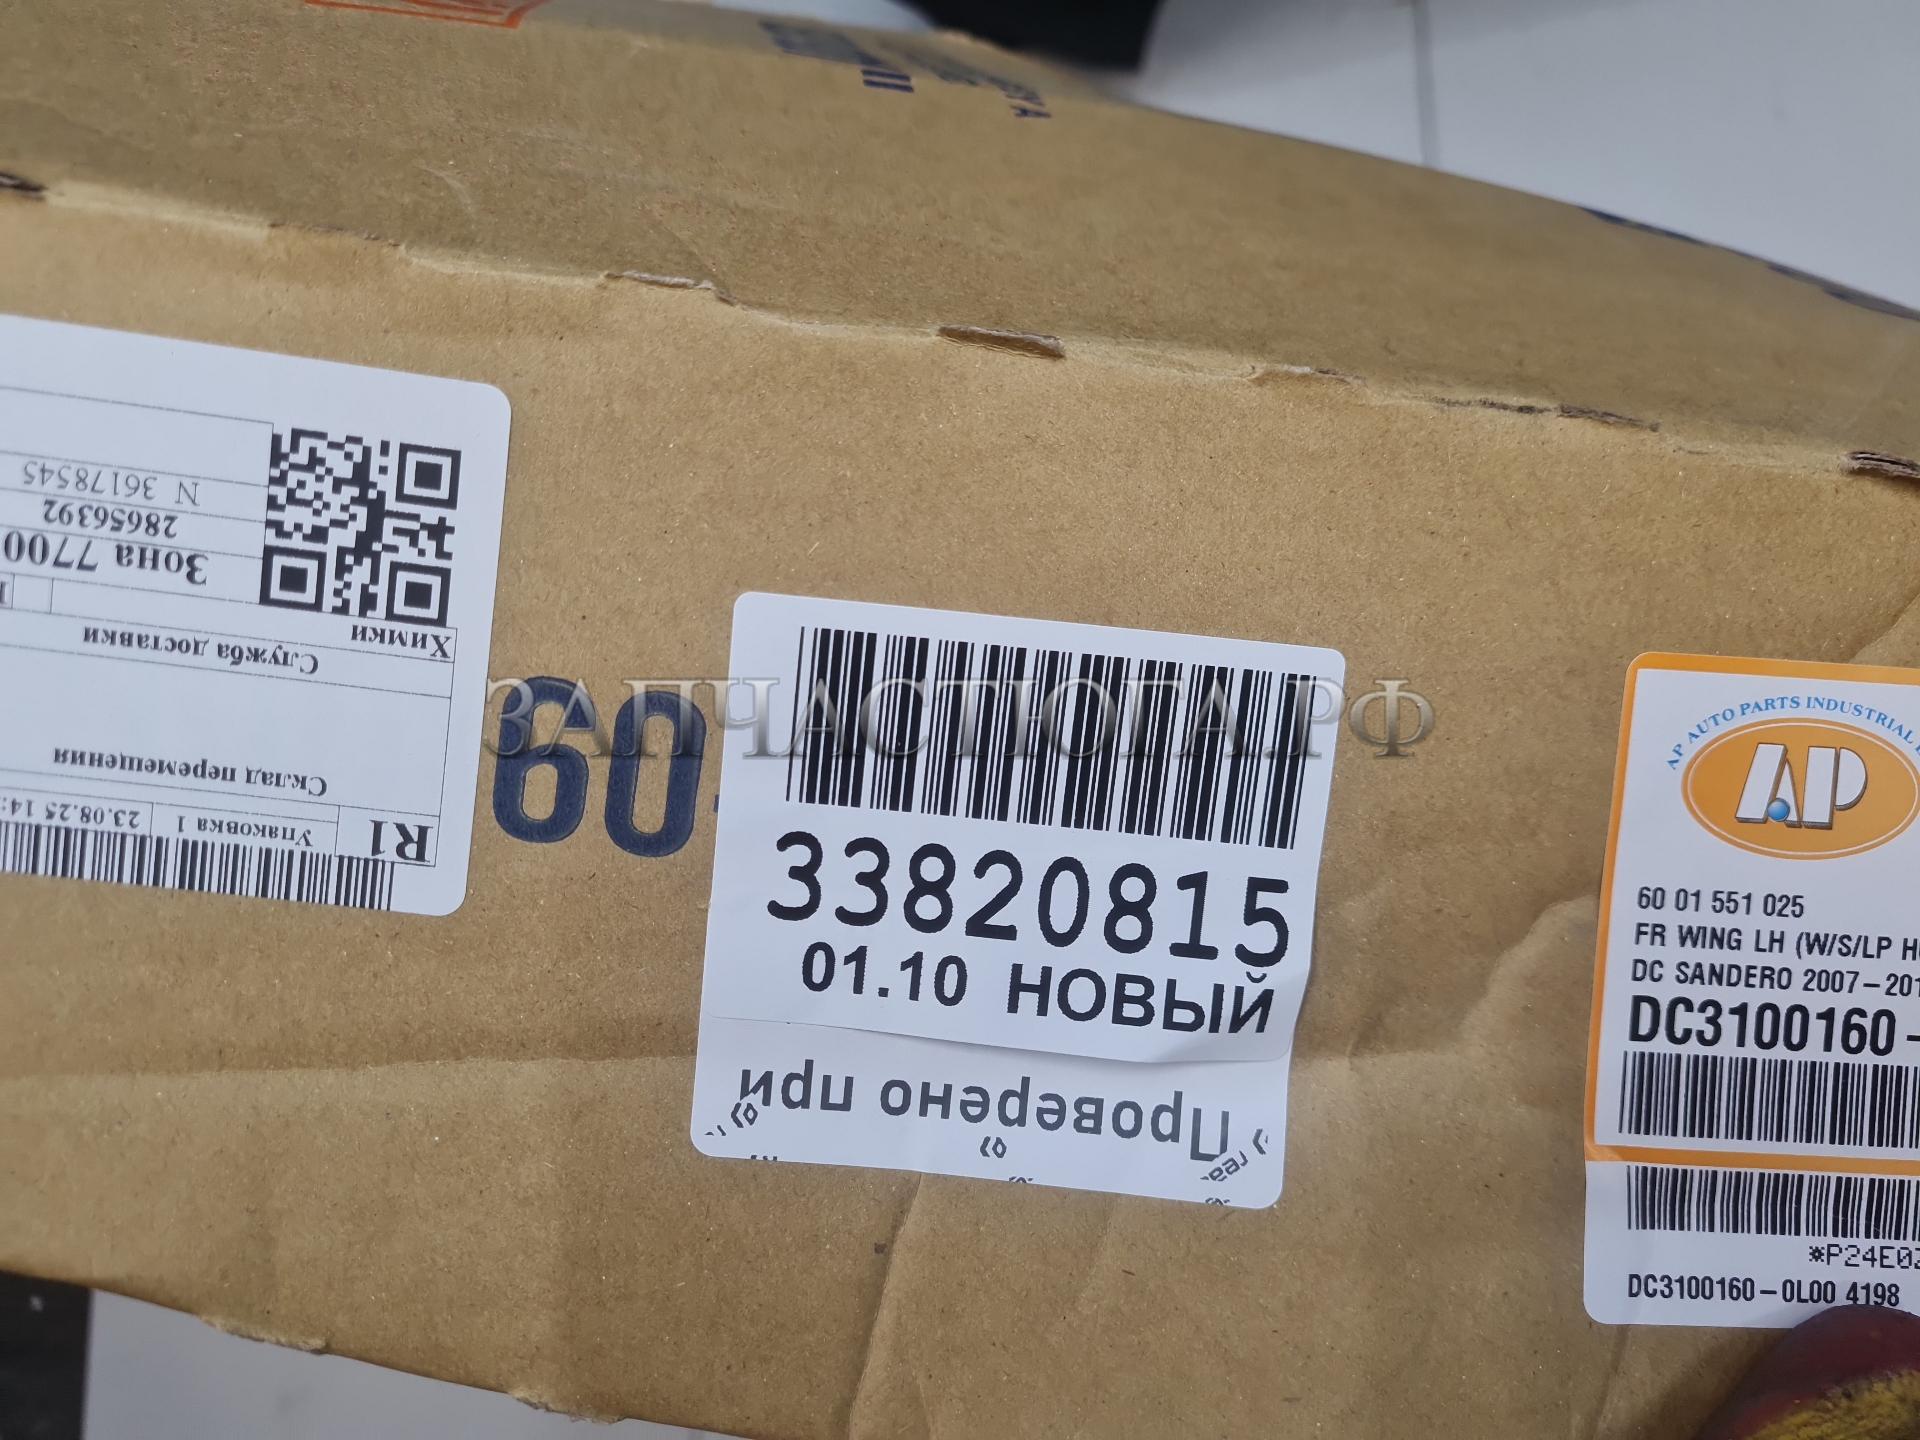 N 36178545
28656392
Зона 7700
Химки
Служба доставки
Склад перемещения
R1
Упаковка 1
23.08.25 14:
60
ЗАПЧАСТЮГА.РФ
33820815
01.10 НОВЫЙ
Проверено при
AP AUTO PARTS INDUSTRIAL
AP
60 01 551 025
FR WING LH (W/S/LP H
DC SANDERO 2007-201
DC3100160-
*P24E02
DC3100160-0L00 4198